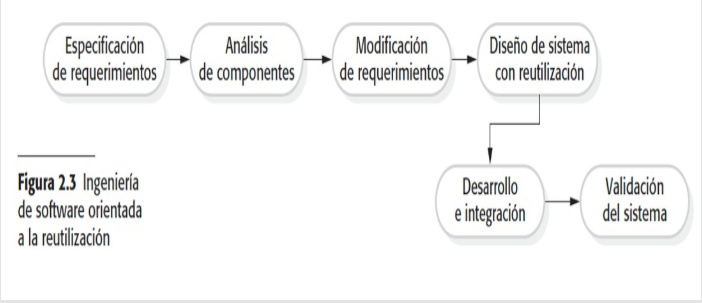 Especificación
de requerimientos
Análisis
de componentes
Modificación
de requerimientos
Diseño de sistema
con reutilización
Desarrollo
e integración
Validación
del sistema
Figura 2.3 Ingeniería
de software orientada
a la reutilización